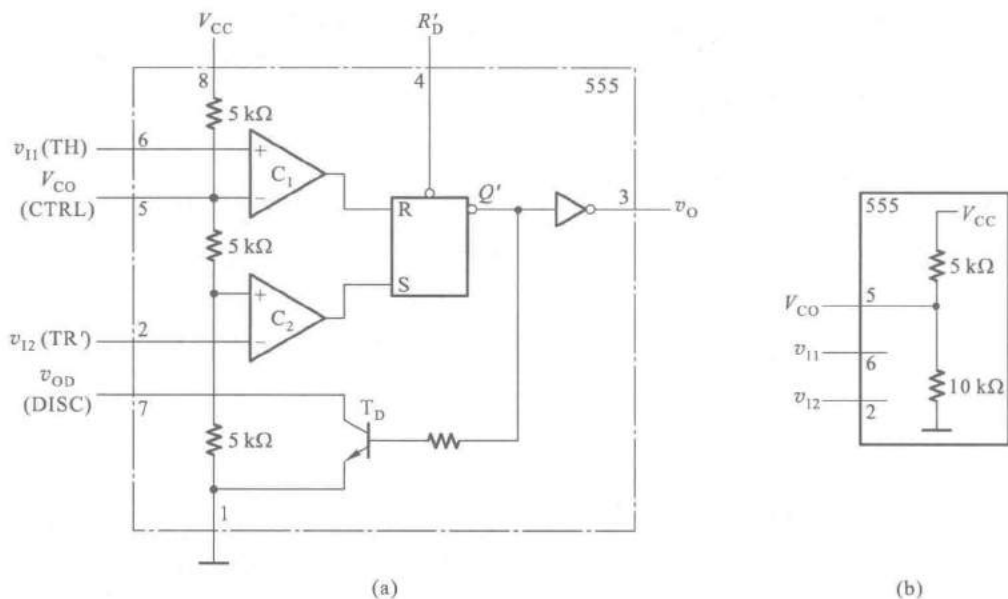 V_CC
R'_D
8
4
555
5 kΩ
v_I1(TH)
6
+
C_1
V_CO
−
(CTRL)
5
R
Q'
3
v_O
5 kΩ
S
+
C_2
v_I2(TR')
2
−
v_OD
(DISC)
7
T_D
5 kΩ
1
(a)
555
V_CC
5 kΩ
V_CO
5
v_I1
6
10 kΩ
v_I2
2
(b)